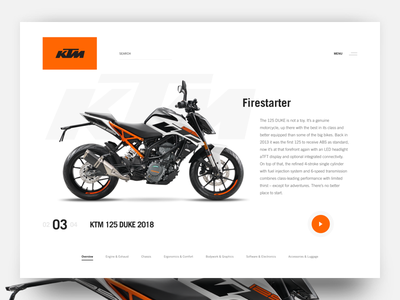 KTM
SEARCH
MENU
KTM
Firestarter
The 125 DUKE is not a toy. It's a genuine
motorcycle, up there with the best in its class and
better equipped than some of the big bikes. Back in
2013 it was the first 125 to receive ABS as standard,
now it's at that forefront again with an LED headlight
a/TFT display and optional integrated connectivity.
On top of that, the refined 4-stroke single cylinder
with fuel injection system and 6-speed transmission
combines class-leading performance with limited
thirst – except for adventures. There's no better
place to start.
03
KTM 125 DUKE 2018
Overview
Engine & Exhaust
Chassis
Ergonomics & Comfort
Bodywork & Graphics
Software & Electronics
Accessories & Luggage